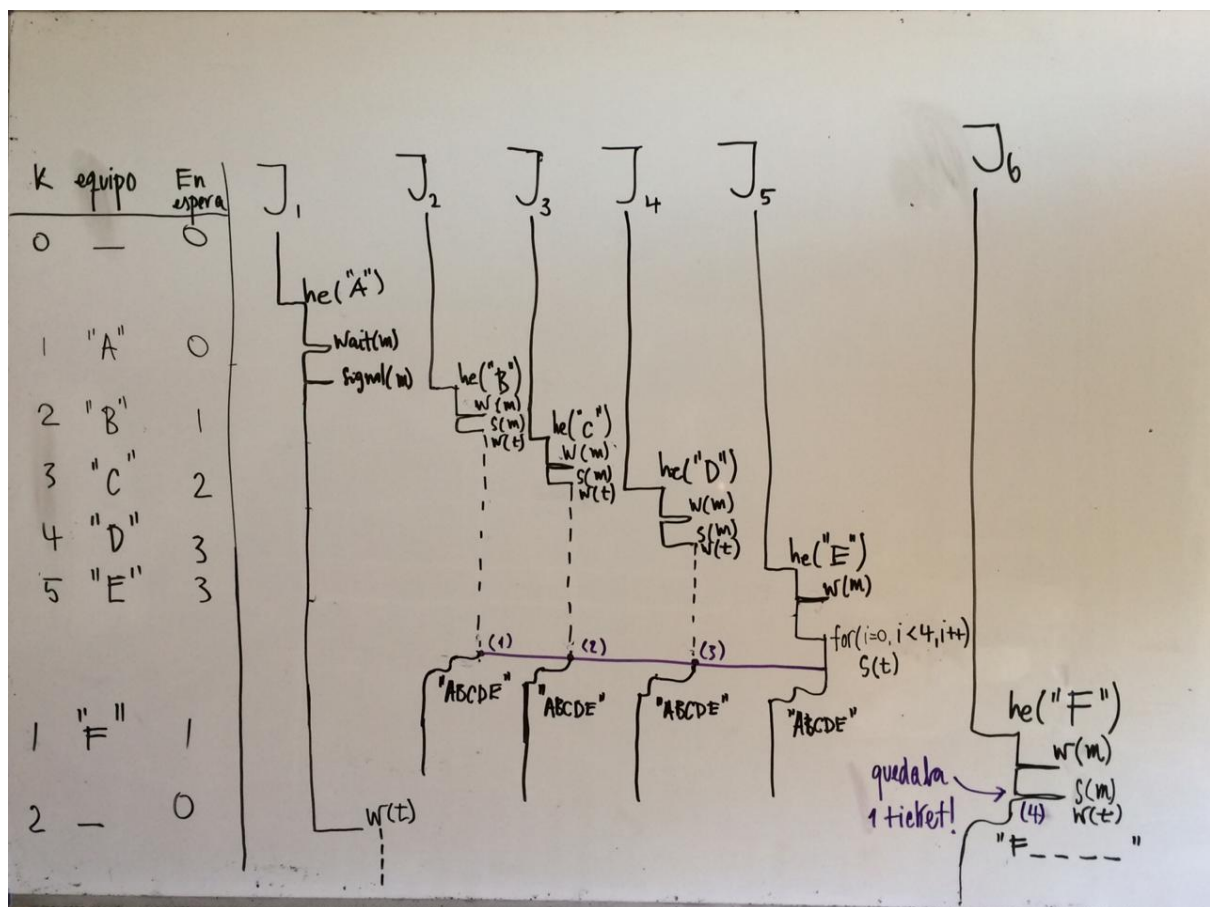 K equipo En espera
0 — 0
1 "A" 0
2 "B" 1
3 "C" 2
4 "D" 3
5 "E" 3
1 "F" 1
2 — 0
J1
he("A")
Wait(m)
Signal(m)
W(t)
J2
he("B")
W(m)
S(m)
W(t)
(1)
"ABCDE"
J3
he("C")
W(m)
S(m)
W(t)
(2)
"ABCDE"
J4
he("D")
W(m)
S(m)
W(t)
(3)
"ABCDE"
J5
he("E")
W(m)
for(i=0, i<4, i++)
S(t)
"ABCDE"
J6
he("F")
W(m)
S(m)
W(t)
quedaba
1 ticket!
(4)
"F_ _ _ _"